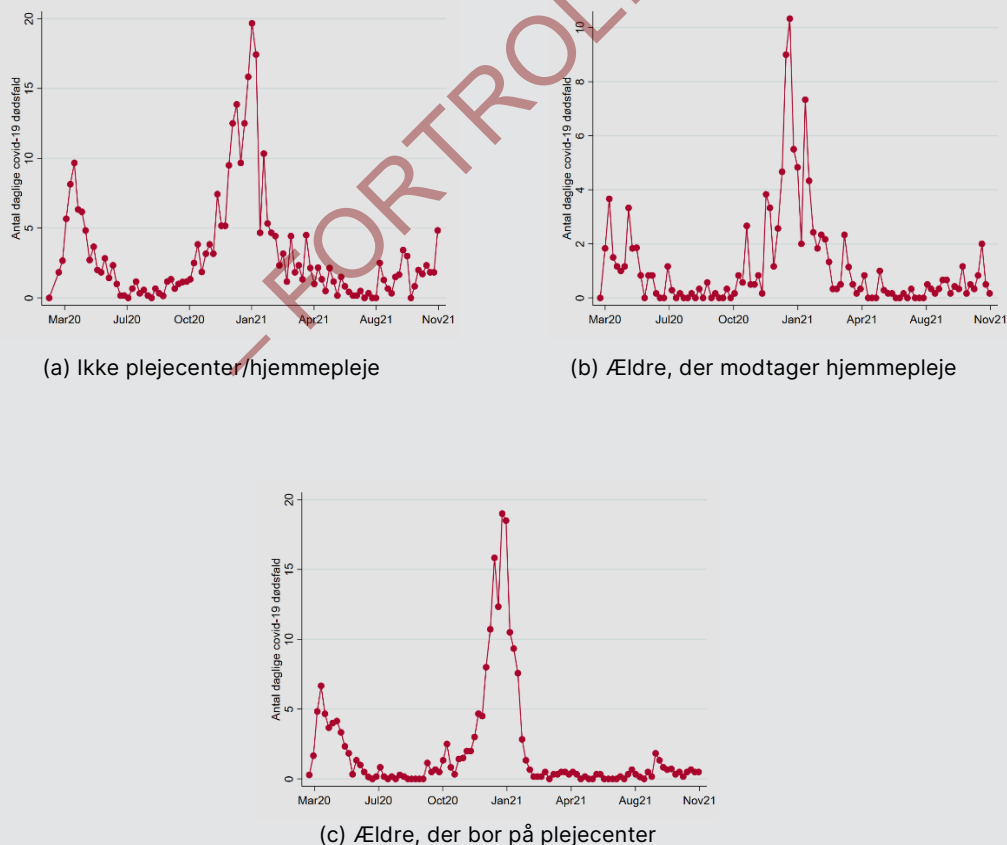 – FORTROL
Antal daglige covid-19 dødsfald
20
15
10
5
0
Mar20 Jul20 Oct20 Jan21 Apr21 Aug21 Nov21
(a) Ikke plejecenter/hjemmepleje
Antal daglige covid-19 dødsfald
10
8
6
4
2
0
Mar20 Jul20 Oct20 Jan21 Apr21 Aug21 Nov21
(b) Ældre, der modtager hjemmepleje
Antal daglige covid-19 dødsfald
20
15
10
5
0
Mar20 Jul20 Oct20 Jan21 Apr21 Aug21 Nov21
(c) Ældre, der bor på plejecenter